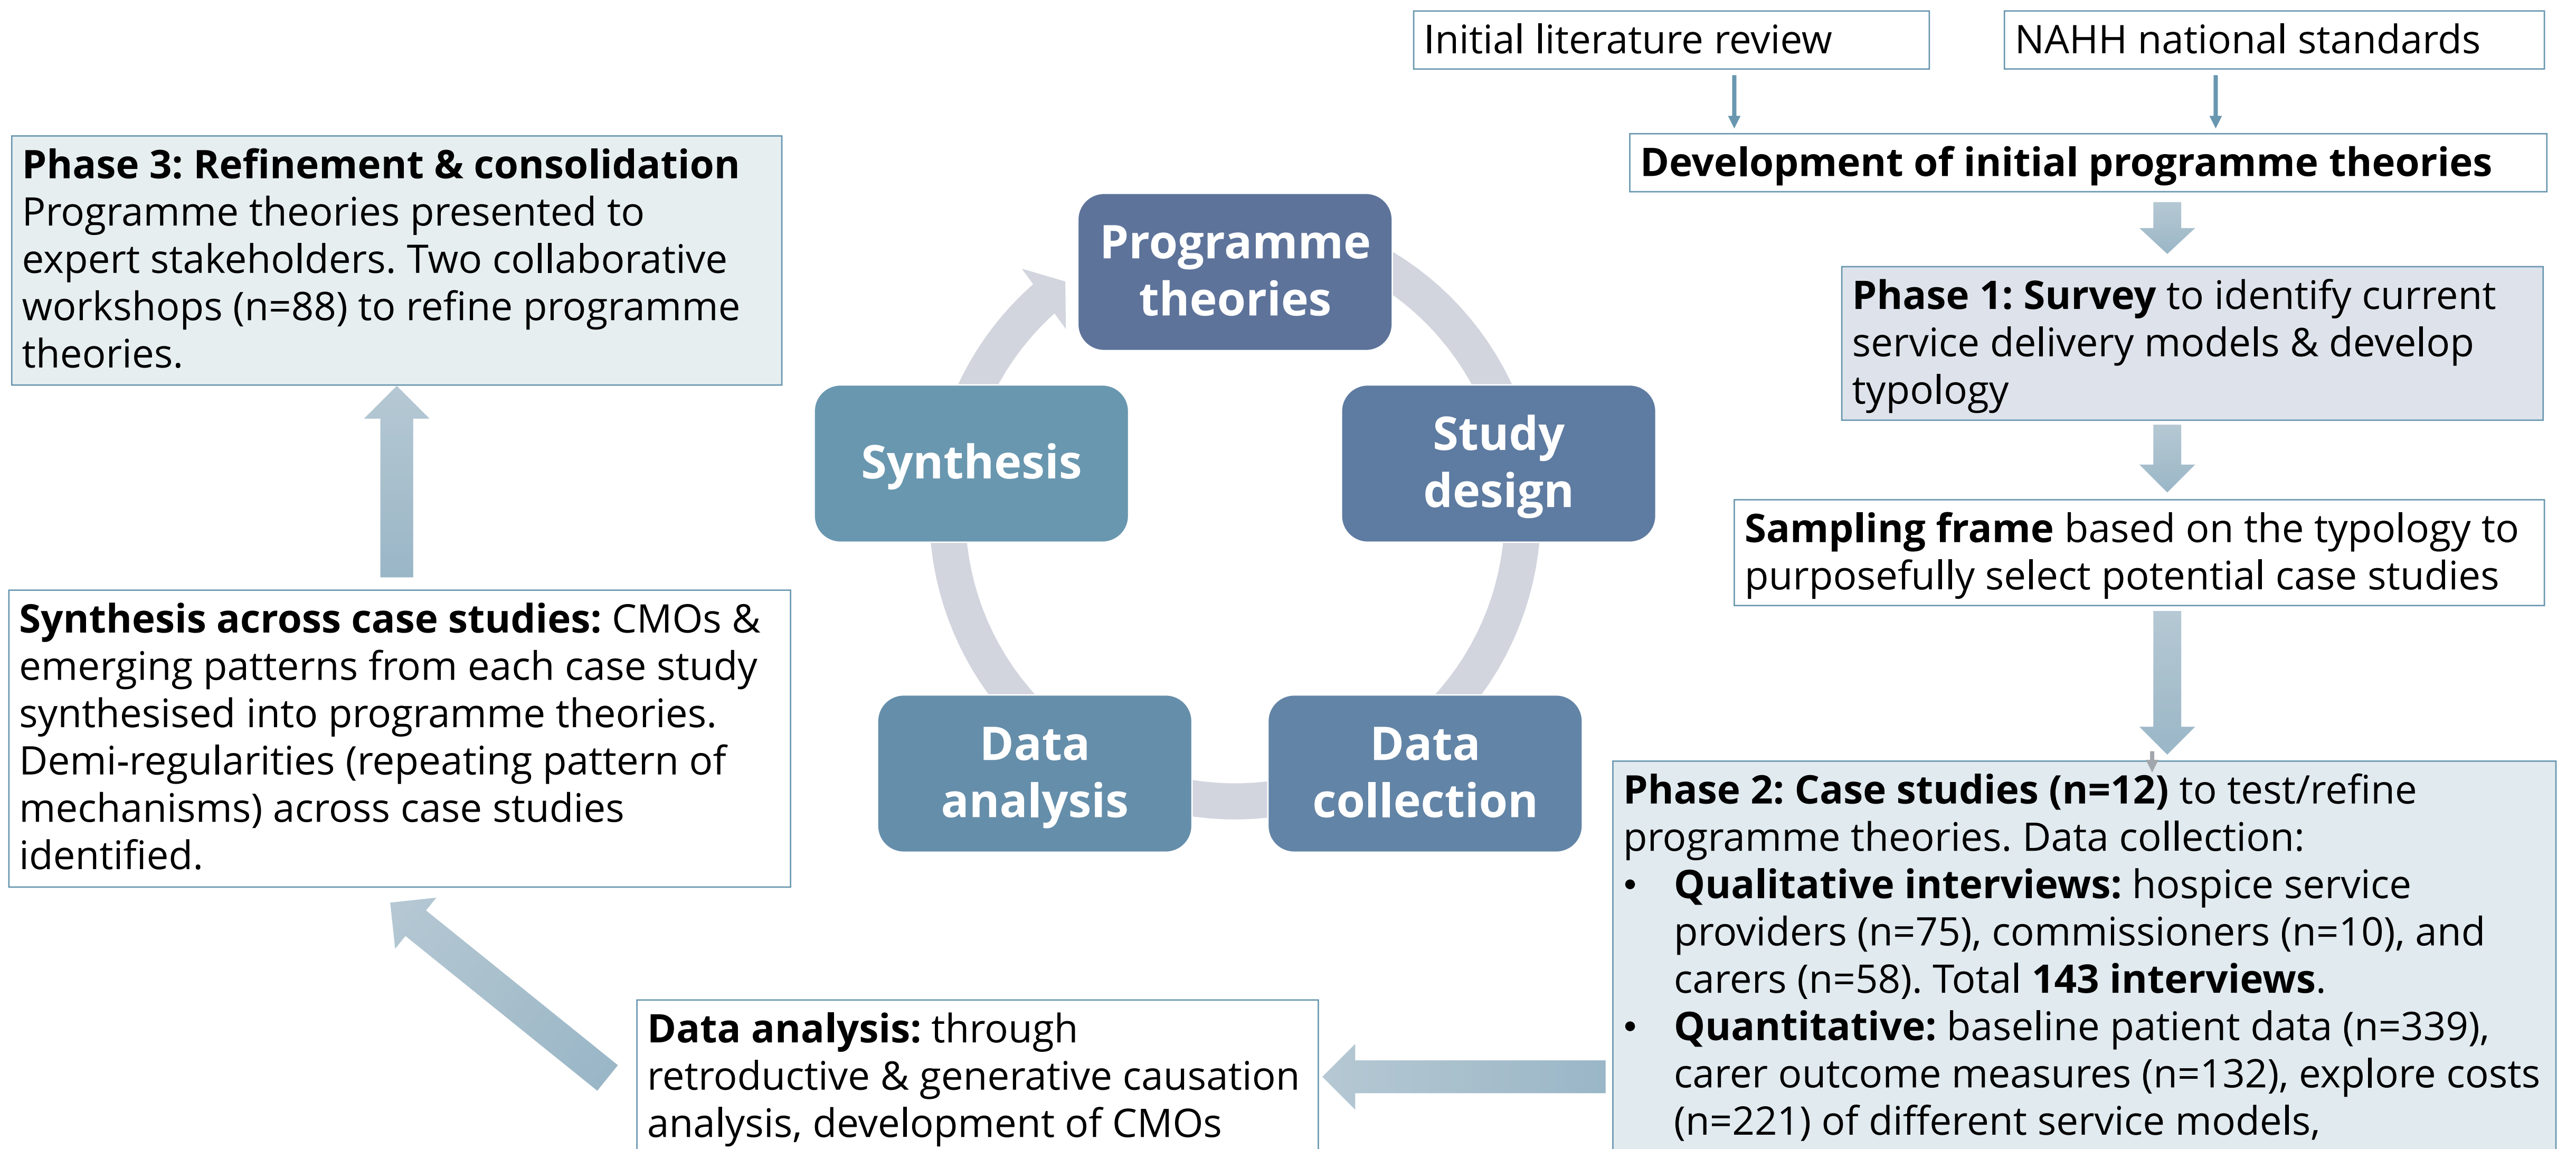 Initial literature review
NAHH national standards
Development of initial programme theories
Phase 1: Survey to identify current
service delivery models & develop
typology
Sampling frame based on the typology to
purposefully select potential case studies
Phase 2: Case studies (n=12) to test/refine
programme theories. Data collection:
• Qualitative interviews: hospice service
providers (n=75), commissioners (n=10), and
carers (n=58). Total 143 interviews.
• Quantitative: baseline patient data (n=339),
carer outcome measures (n=132), explore costs
(n=221) of different service models,
Data analysis: through
retroductive & generative causation
analysis, development of CMOs
Synthesis across case studies: CMOs &
emerging patterns from each case study
synthesised into programme theories.
Demi-regularities (repeating pattern of
mechanisms) across case studies
identified.
Phase 3: Refinement & consolidation
Programme theories presented to
expert stakeholders. Two collaborative
workshops (n=88) to refine programme
theories.
Programme
theories
Study
design
Data
collection
Data
analysis
Synthesis